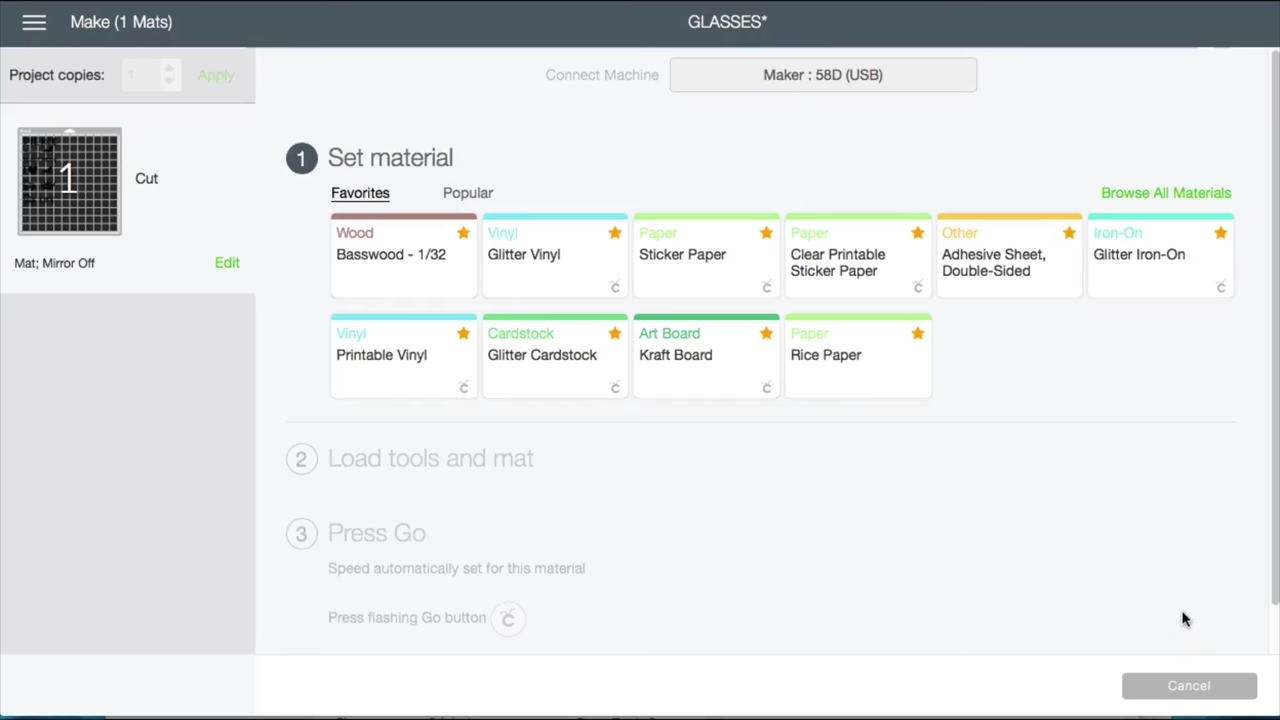 Make (1 Mats)
GLASSES*
Project copies:
1
Apply
Connect Machine
Maker : 58D (USB)
1
Cut
Mat; Mirror Off
Edit
1
Set material
Favorites
Popular
Browse All Materials
Wood
Basswood - 1/32
Vinyl
Glitter Vinyl
Paper
Sticker Paper
Paper
Clear Printable
Sticker Paper
Other
Adhesive Sheet,
Double-Sided
Iron-On
Glitter Iron-On
Vinyl
Printable Vinyl
Cardstock
Glitter Cardstock
Art Board
Kraft Board
Paper
Rice Paper
2
Load tools and mat
3
Press Go
Speed automatically set for this material
Press flashing Go button
Cancel